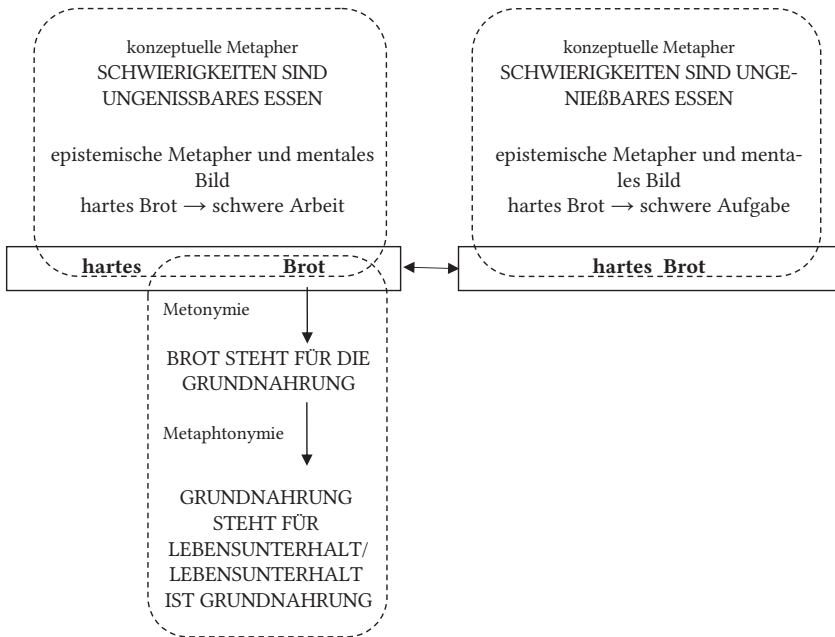 konzeptuelle Metapher
SCHWIERIGKEITEN SIND
UNGENISSBARES ESSEN
epistemische Metapher und mentales
Bild
hartes Brot → schwere Arbeit
hartes Brot
Metonymie
BROT STEHT FÜR DIE
GRUNDNAHRUNG
Metaphtonymie
GRUNDNAHRUNG
STEHT FÜR
LEBENSUNTERHALT/
LEBENSUNTERHALT
IST GRUNDNAHRUNG
konzeptuelle Metapher
SCHWIERIGKEITEN SIND UNGE-
NIEßBARES ESSEN
epistemische Metapher und menta-
les Bild
hartes Brot → schwere Aufgabe
hartes Brot